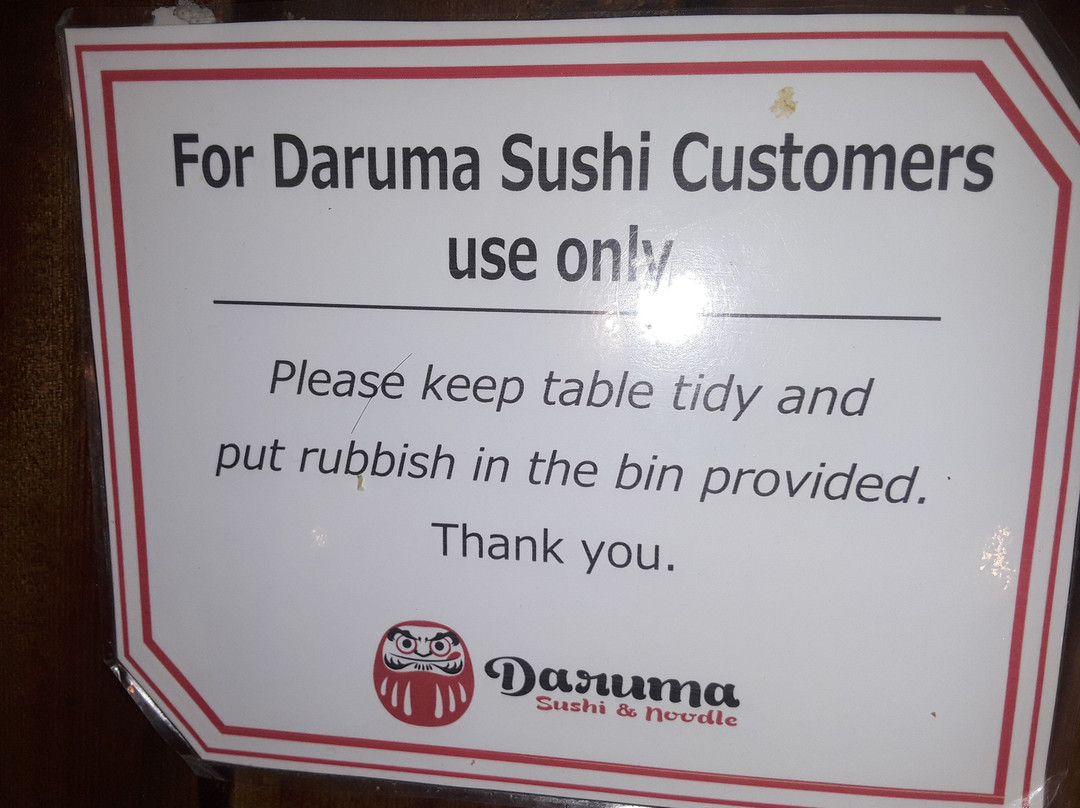 For Daruma Sushi Customers
use only
Please keep table tidy and
put rubbish in the bin provided.
Thank you.
Daruma
Sushi & Noodle